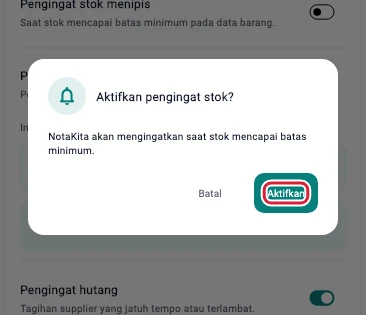 Pengingat stok menipis
Saat stok mencapai batas minimum pada data barang.
Aktifkan pengingat stok?
NotaKita akan mengingatkan saat stok mencapai batas
minimum.
Batal
Aktifkan
Pengingat hutang
Tagihan supplier yang jatuh tempo atau terlambat.